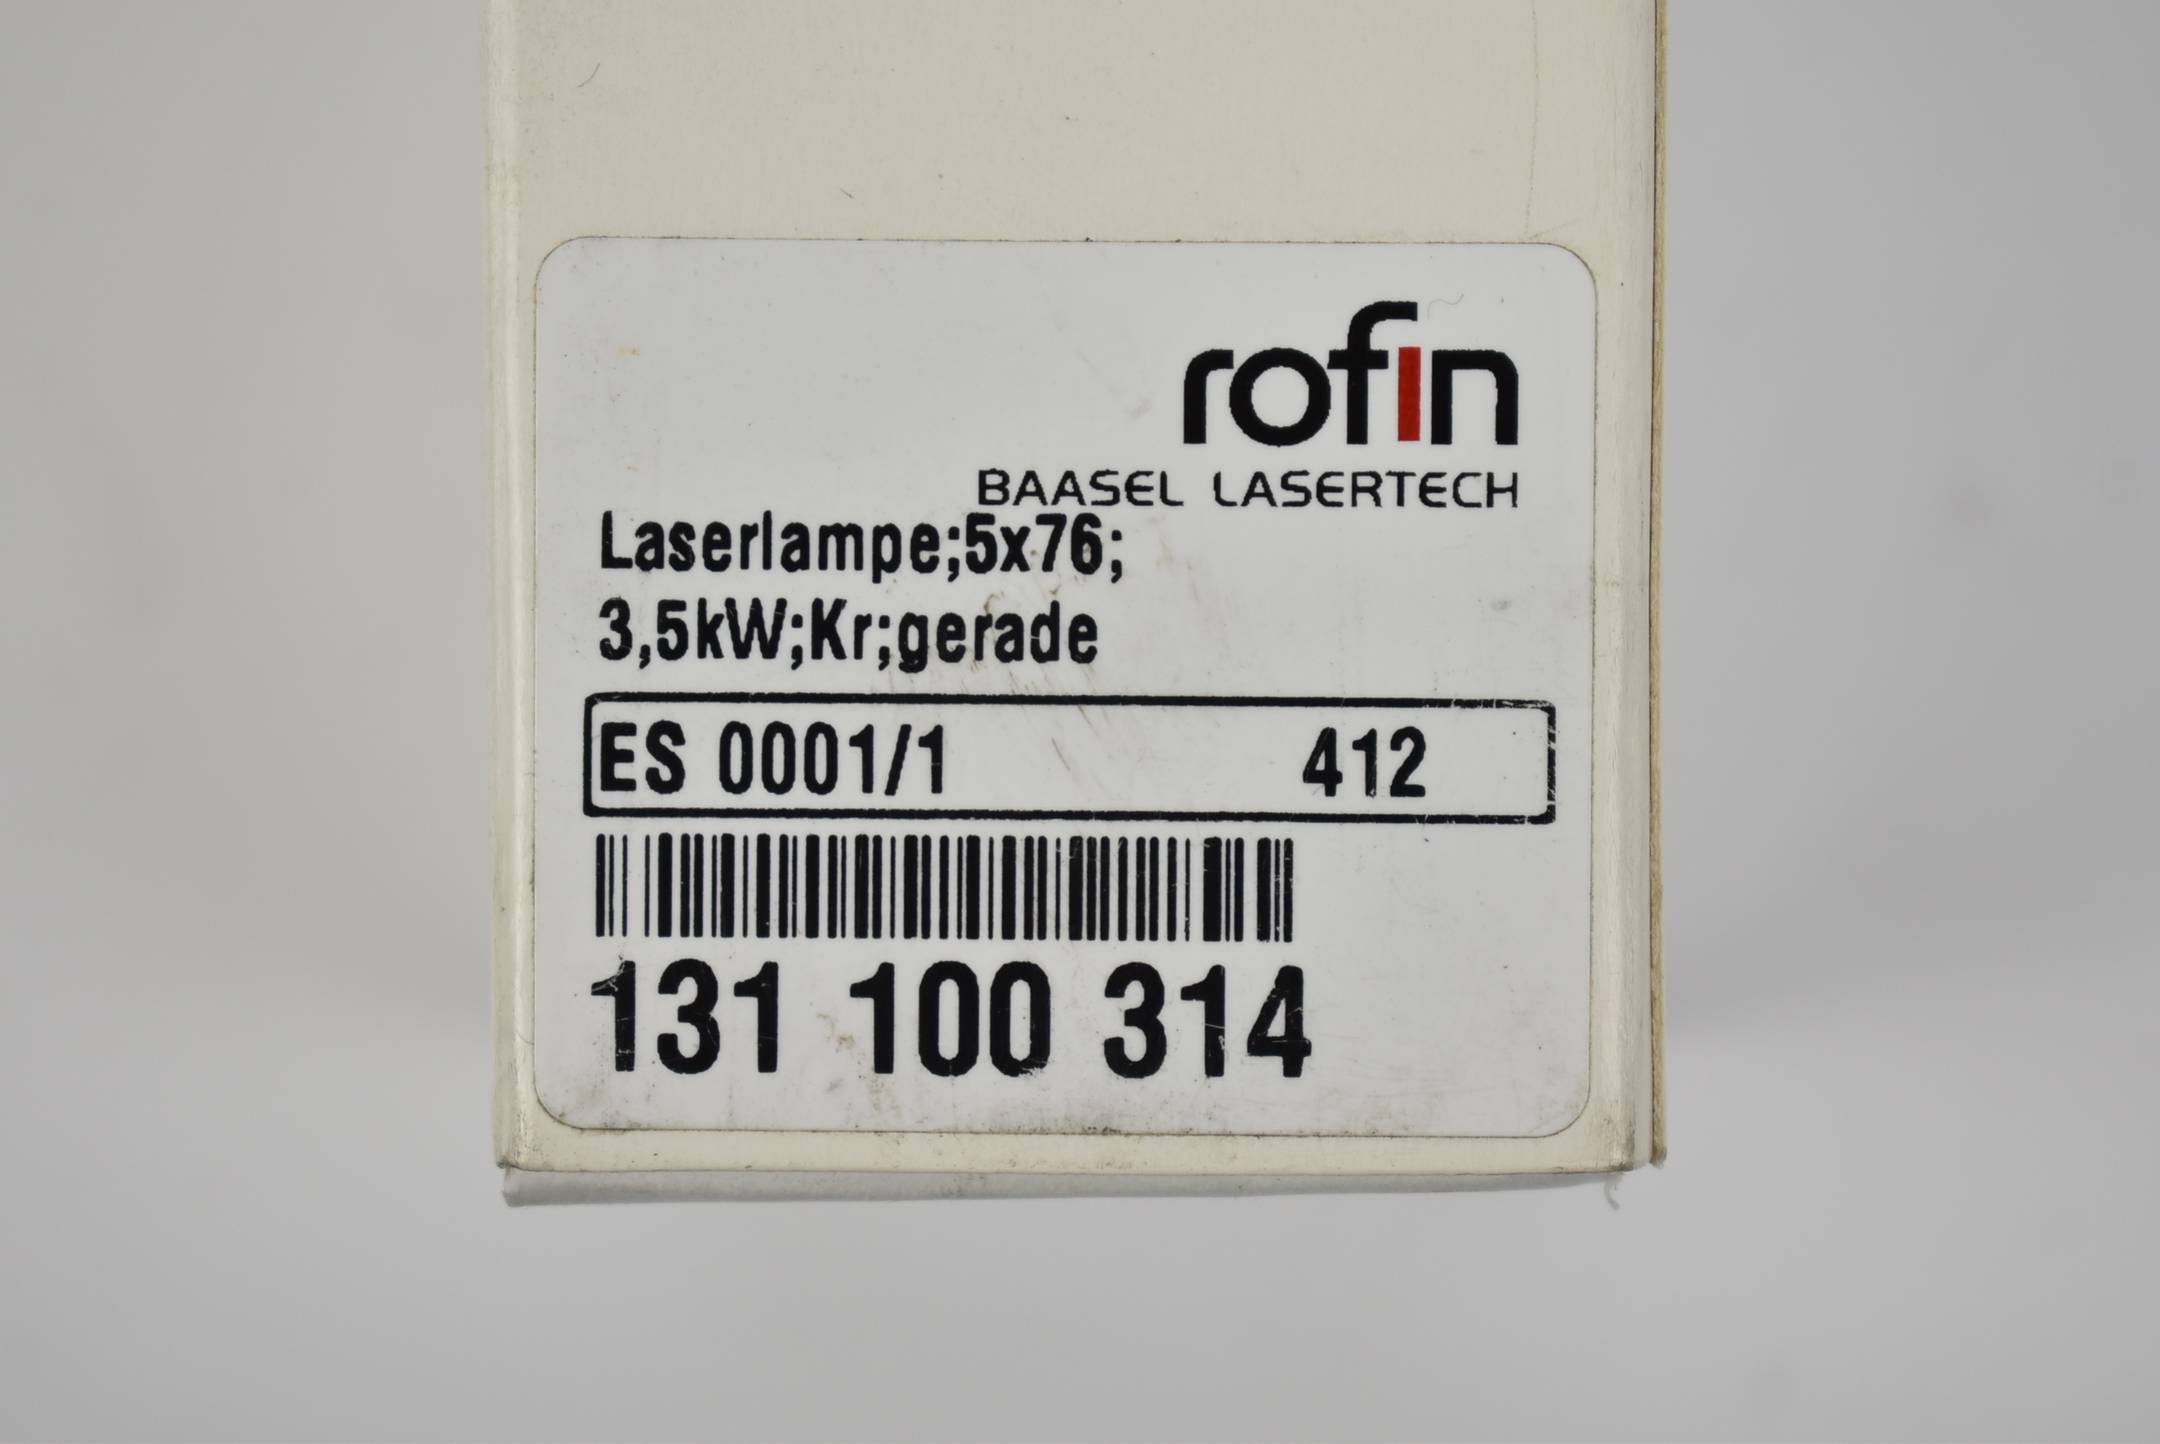 rofin
BAASEL LASERTECH
Laserlampe;5x76;
3,5kW;Kr;gerade
ES 0001/1 412
131 100 314